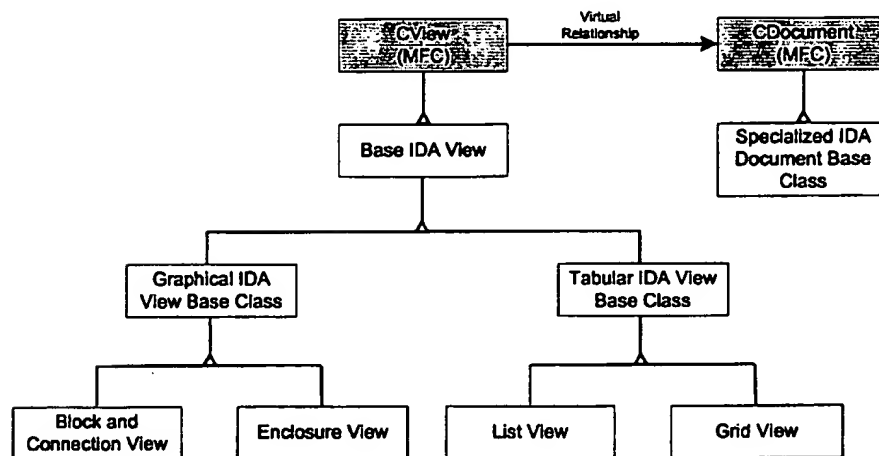 CView
(MFC)
Virtual
Relationship
CDocument
(MFC)
Base IDA View
Specialized IDA
Document Base
Class
Graphical IDA
View Base Class
Tabular IDA View
Base Class
Block and
Connection View
Enclosure View
List View
Grid View